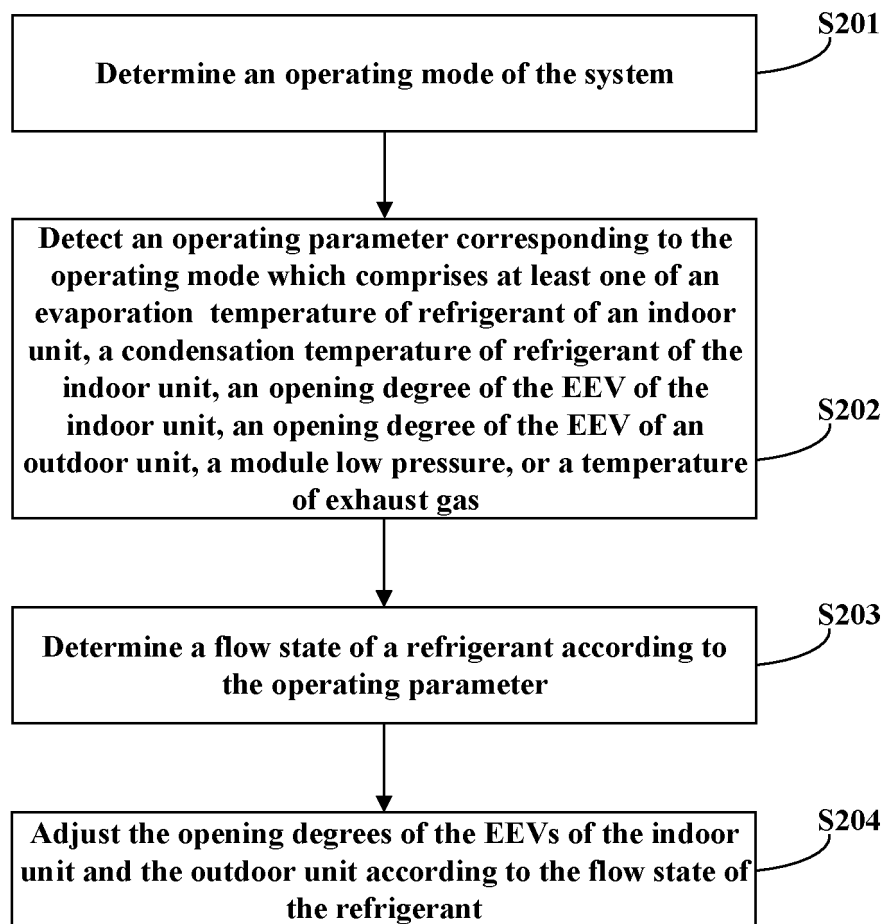 S201
Determine an operating mode of the system
Detect an operating parameter corresponding to the
operating mode which comprises at least one of an
evaporation temperature of refrigerant of an indoor
unit, a condensation temperature of refrigerant of the
indoor unit, an opening degree of the EEV of the
indoor unit, an opening degree of the EEV of an
outdoor unit, a module low pressure, or a temperature
of exhaust gas
S202
Determine a flow state of a refrigerant according to
the operating parameter
S203
Adjust the opening degrees of the EEVs of the indoor
unit and the outdoor unit according to the flow state of
the refrigerant
S204